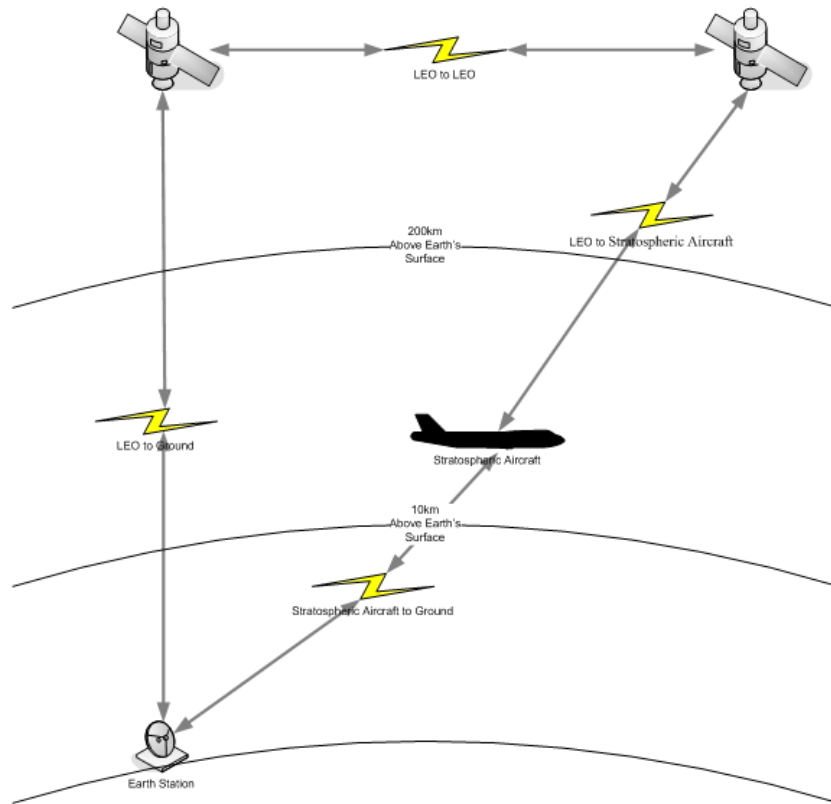 LEO to LEO
200km
Above Earth's
Surface
LEO to Stratospheric Aircraft
LEO to Ground
Stratospheric Aircraft
10km
Above Earth's
Surface
Stratospheric Aircraft to Ground
Earth Station